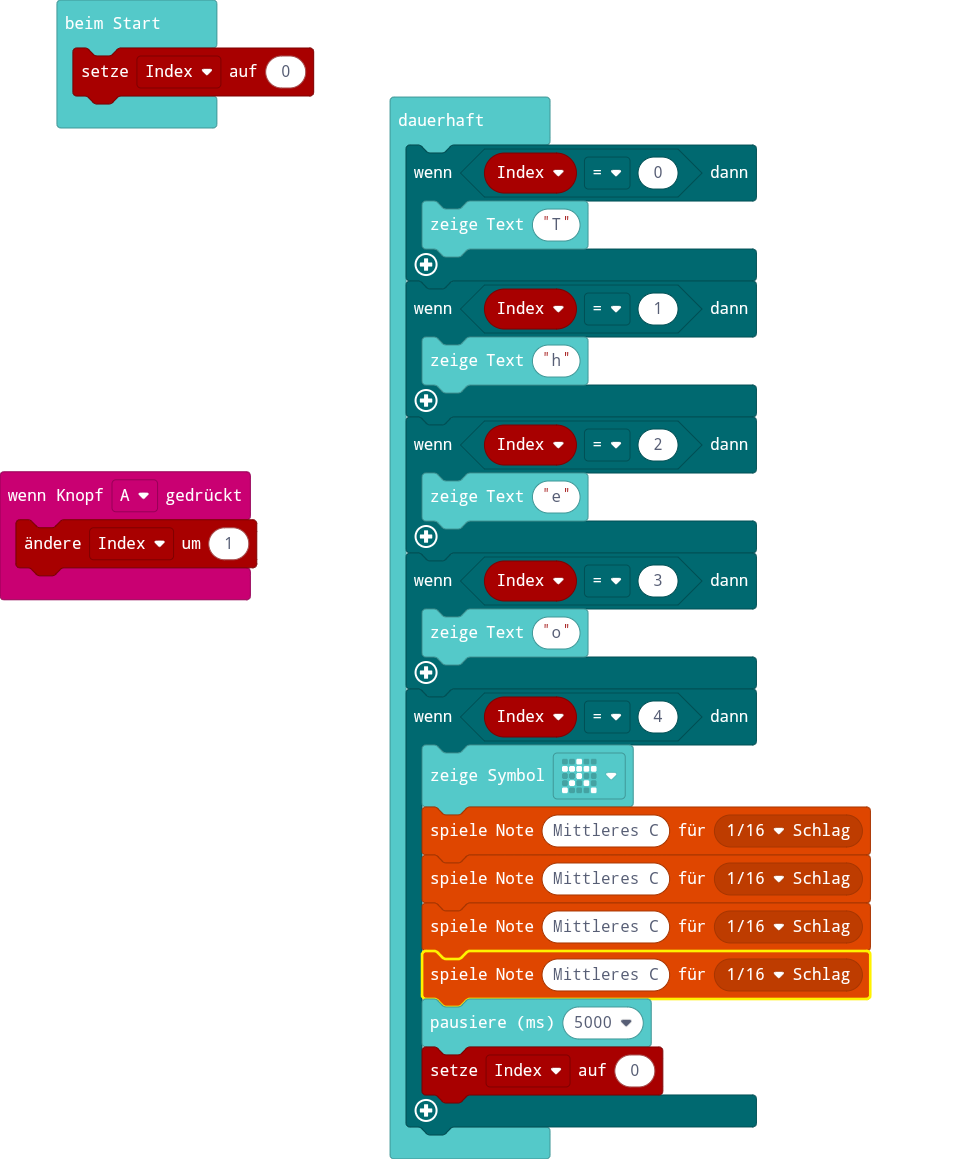 beim Start
setze Index auf 0
dauerhaft
wenn Index = 0 dann
zeige Text "T"
wenn Index = 1 dann
zeige Text "h"
wenn Index = 2 dann
zeige Text "e"
wenn Knopf A gedrückt
ändere Index um 1
wenn Index = 3 dann
zeige Text "o"
wenn Index = 4 dann
zeige Symbol
spiele Note Mittleres C für 1/16 Schlag
spiele Note Mittleres C für 1/16 Schlag
spiele Note Mittleres C für 1/16 Schlag
spiele Note Mittleres C für 1/16 Schlag
pausiere (ms) 5000
setze Index auf 0